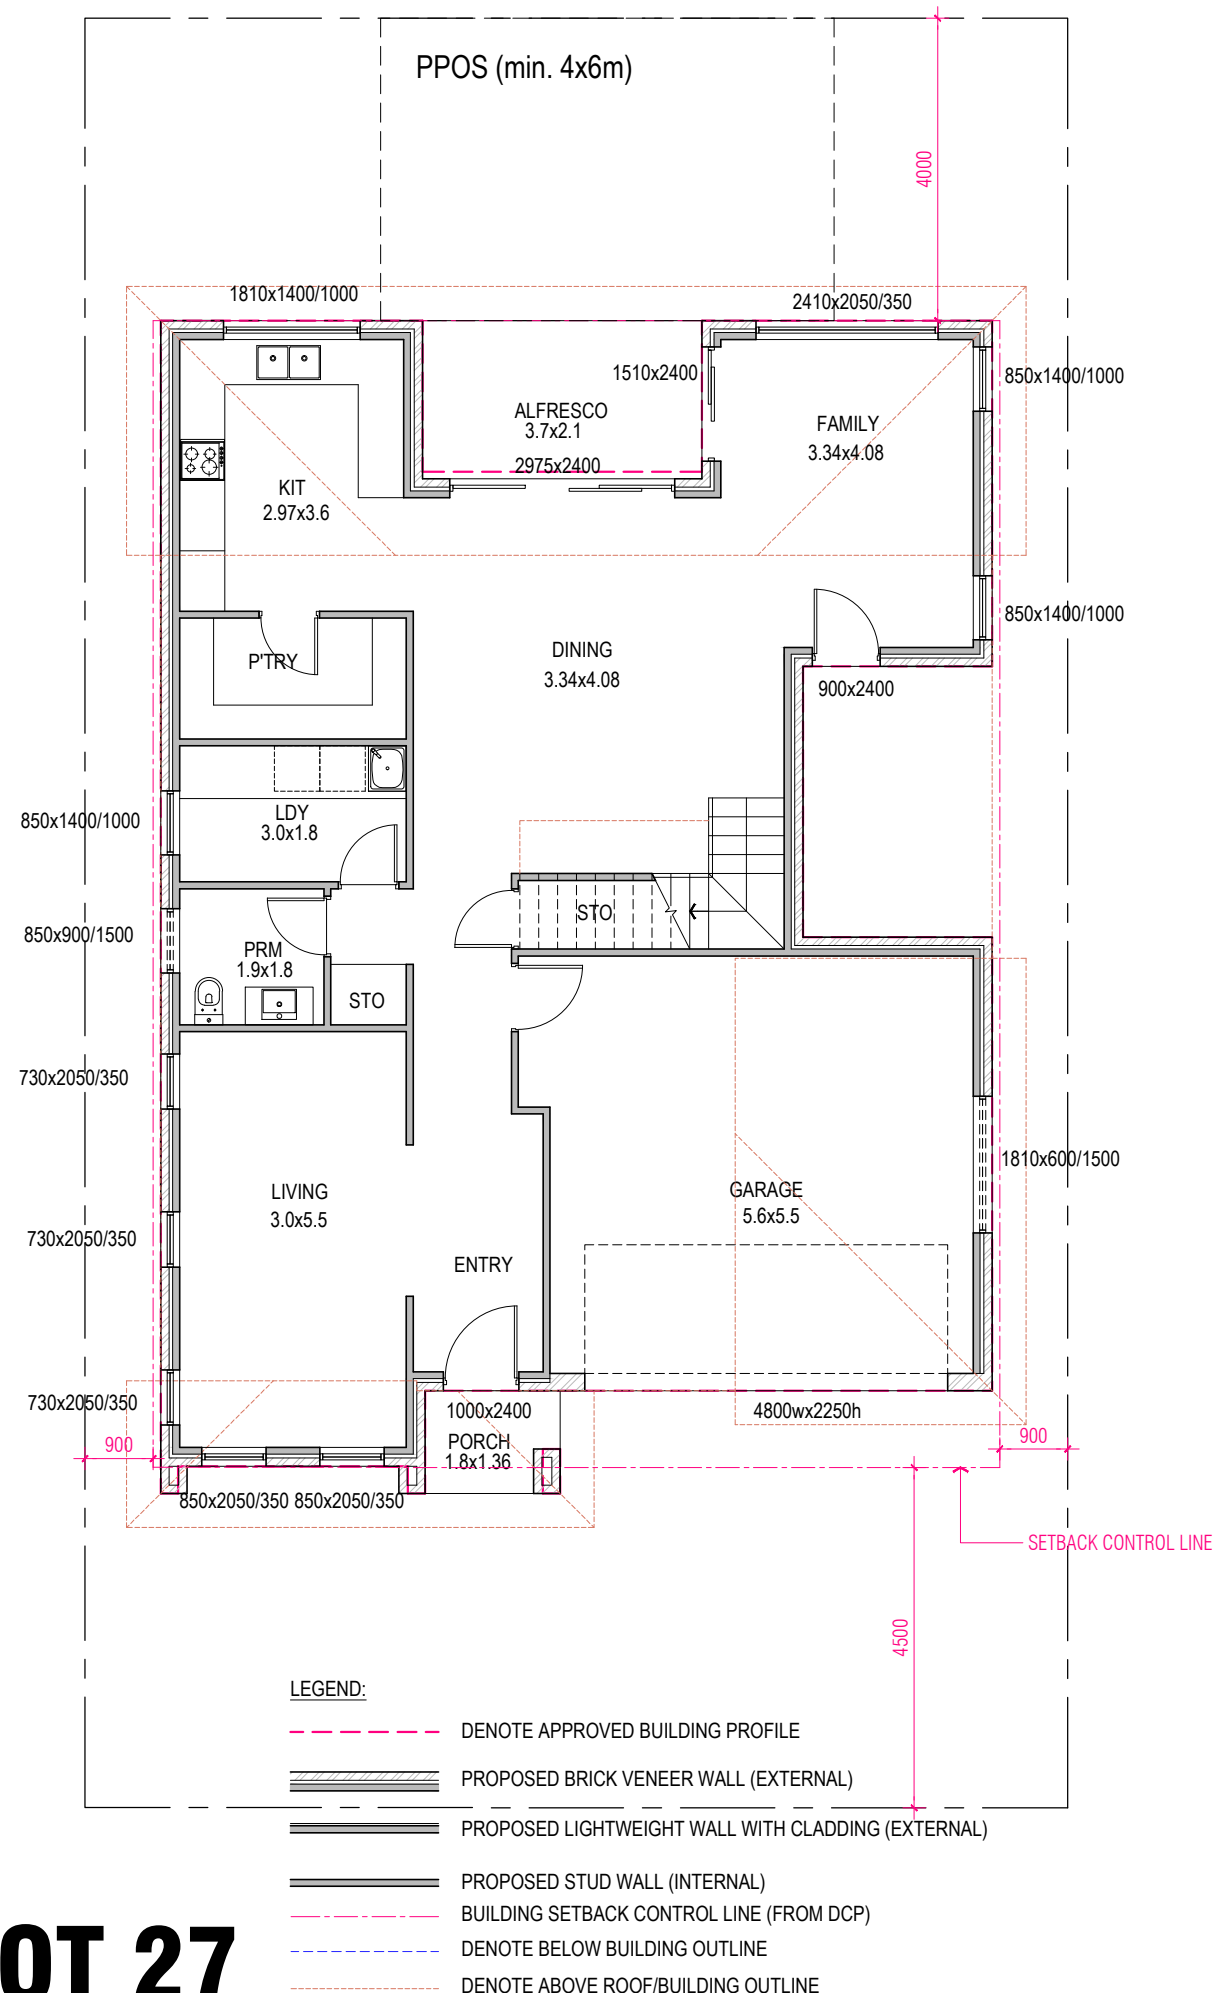 PPOS (min. 4x6m)
4000
1810x1400/1000
2410x2050/350
1510x2400
850x1400/1000
ALFRESCO
3.7x2.1
FAMILY
3.34x4.08
2975x2400
KIT
2.97x3.6
850x1400/1000
DINING
3.34x4.08
P'TRY
900x2400
LDY
3.0x1.8
850x1400/1000
STO
850x900/1500
PRM
1.9x1.8
STO
730x2050/350
1810x600/1500
LIVING
3.0x5.5
GARAGE
5.6x5.5
730x2050/350
ENTRY
730x2050/350
1000x2400
4800wx2250h
900
PORCH
1.8x1.36
900
850x2050/350 850x2050/350
SETBACK CONTROL LINE
4500
LEGEND:
DENOTE APPROVED BUILDING PROFILE
PROPOSED BRICK VENEER WALL (EXTERNAL)
PROPOSED LIGHTWEIGHT WALL WITH CLADDING (EXTERNAL)
PROPOSED STUD WALL (INTERNAL)
BUILDING SETBACK CONTROL LINE (FROM DCP)
DENOTE BELOW BUILDING OUTLINE
DENOTE ABOVE ROOF/BUILDING OUTLINE
OT 27